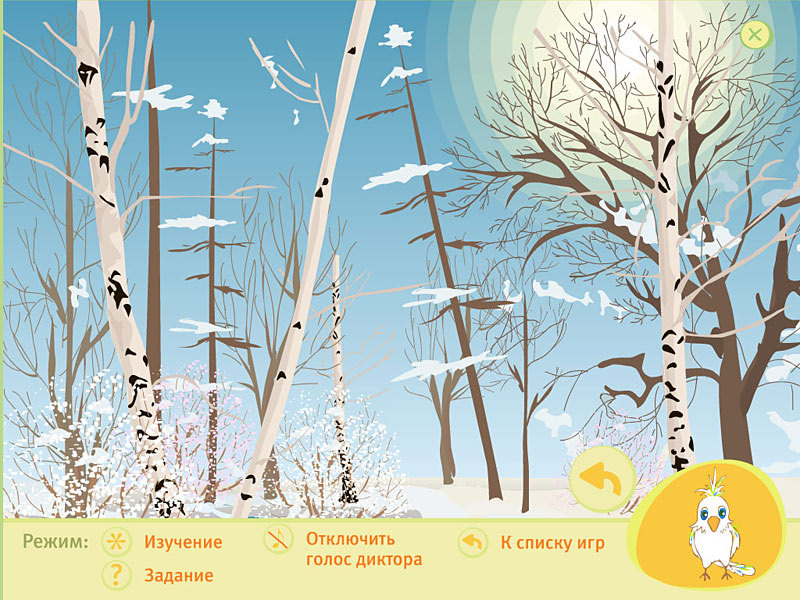 Режим:
Изучение
Задание
Отключить
голос диктора
К списку игр